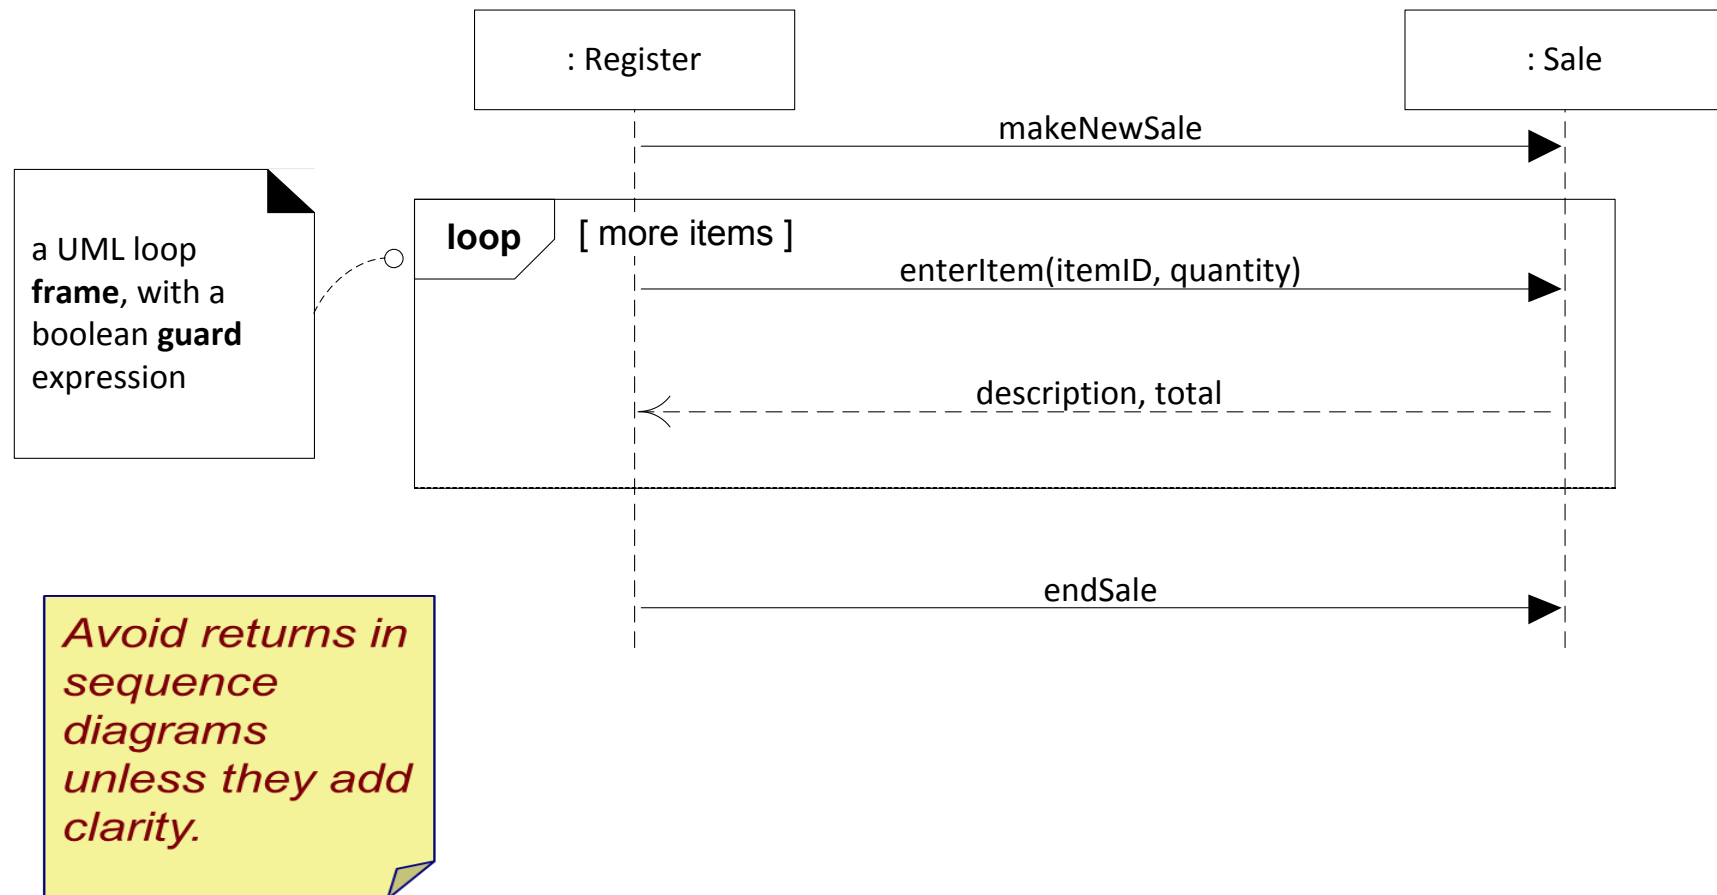 : Register
: Sale
makeNewSale
a UML loop
frame, with a
boolean guard
expression
loop
[ more items ]
enterItem(itemID, quantity)
description, total
endSale
Avoid returns in
sequence
diagrams
unless they add
clarity.